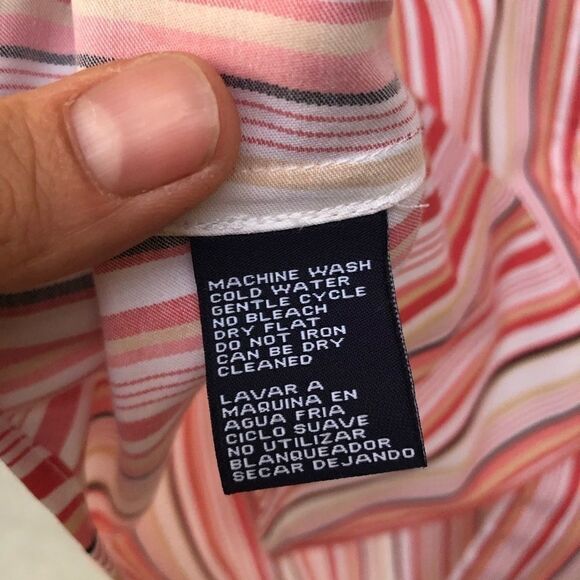 MACHINE WASH
COLD WATER
GENTLE CYCLE
NO BLEACH
DRY FLAT
DO NOT IRON
CAN BE DRY
CLEANED
LAVAR A
MAQUINA EN
AGUA FRIA
CICLO SUAVE
NO UTILIZAR
BLANQUEADOR
SECAR DEJANDO